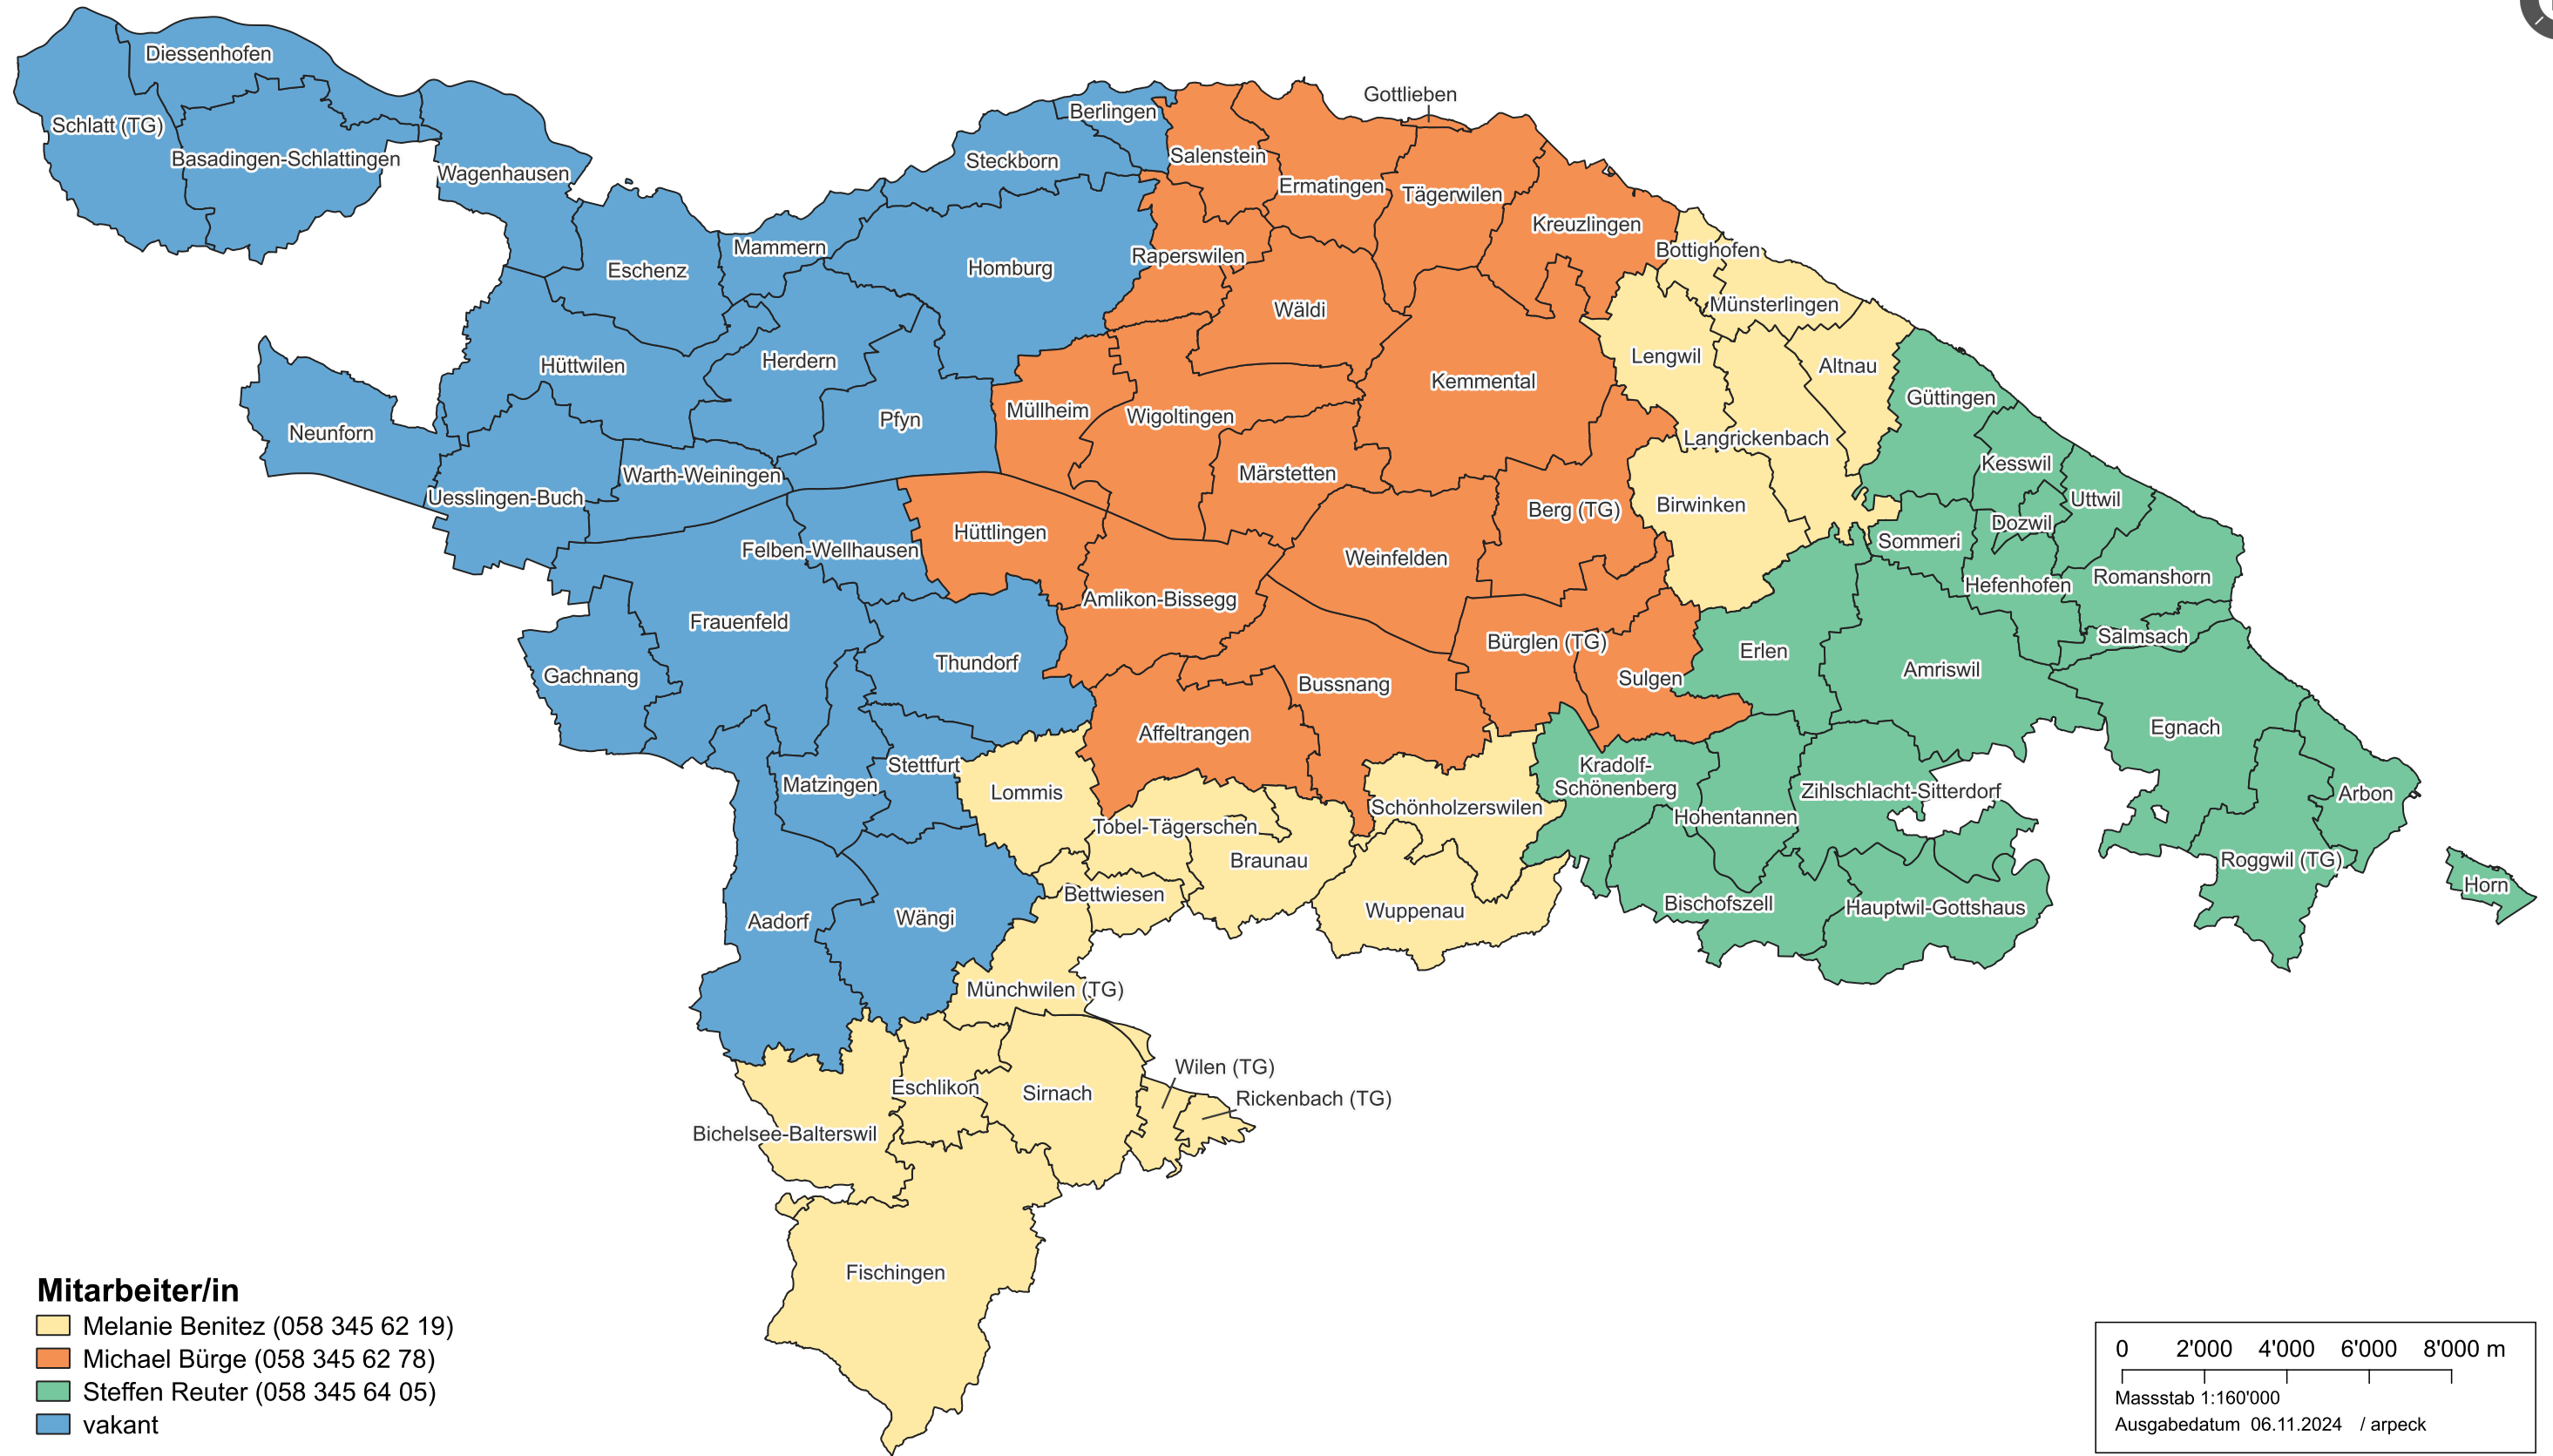 Diessenhofen
Schlatt (TG)
Basadingen-Schlattingen
Wagenhausen
Gottlieben
Berlingen
Steckborn
Salenstein
Ermatingen
Tägerwilen
Kreuzlingen
Mammern
Eschenz
Homburg
Raperswilen
Bottighofen
Wäldi
Münsterlingen
Hüttwilen
Herdern
Lengwil
Altnau
Kemmental
Güttingen
Neunforn
Pfyn
Müllheim
Wigoltingen
Langrickenbach
Kesswil
Warth-Weiningen
Märstetten
Uesslingen-Buch
Birwinken
Uttwil
Berg (TG)
Dozwil
Hüttlingen
Sommeri
Felben-Wellhausen
Weinfelden
Romanshorn
Hefenhofen
Amlikon-Bissegg
Frauenfeld
Salmsach
Bürglen (TG)
Erlen
Thundorf
Amriswil
Gachnang
Sulgen
Bussnang
Egnach
Affeltrangen
Stettfurt
Kradolf-
Schönenberg
Matzingen
Lommis
Zihlschlacht-Sitterdorf
Arbon
Schönholzerswilen
Hohentannen
Tobel-Tägerschen
Braunau
Roggwil (TG)
Horn
Bettwiesen
Bischofszell
Hauptwil-Gottshaus
Wuppenau
Aadorf
Wängi
Münchwilen (TG)
Wilen (TG)
Eschlikon
Sirnach
Rickenbach (TG)
Bichelsee-Balterswil
Fischingen
Mitarbeiter/in
Melanie Benitez (058 345 62 19)
Michael Bürge (058 345 62 78)
Steffen Reuter (058 345 64 05)
vakant
0 2'000 4'000 6'000 8'000 m
Massstab 1:160'000
Ausgabedatum 06.11.2024 / arpeck